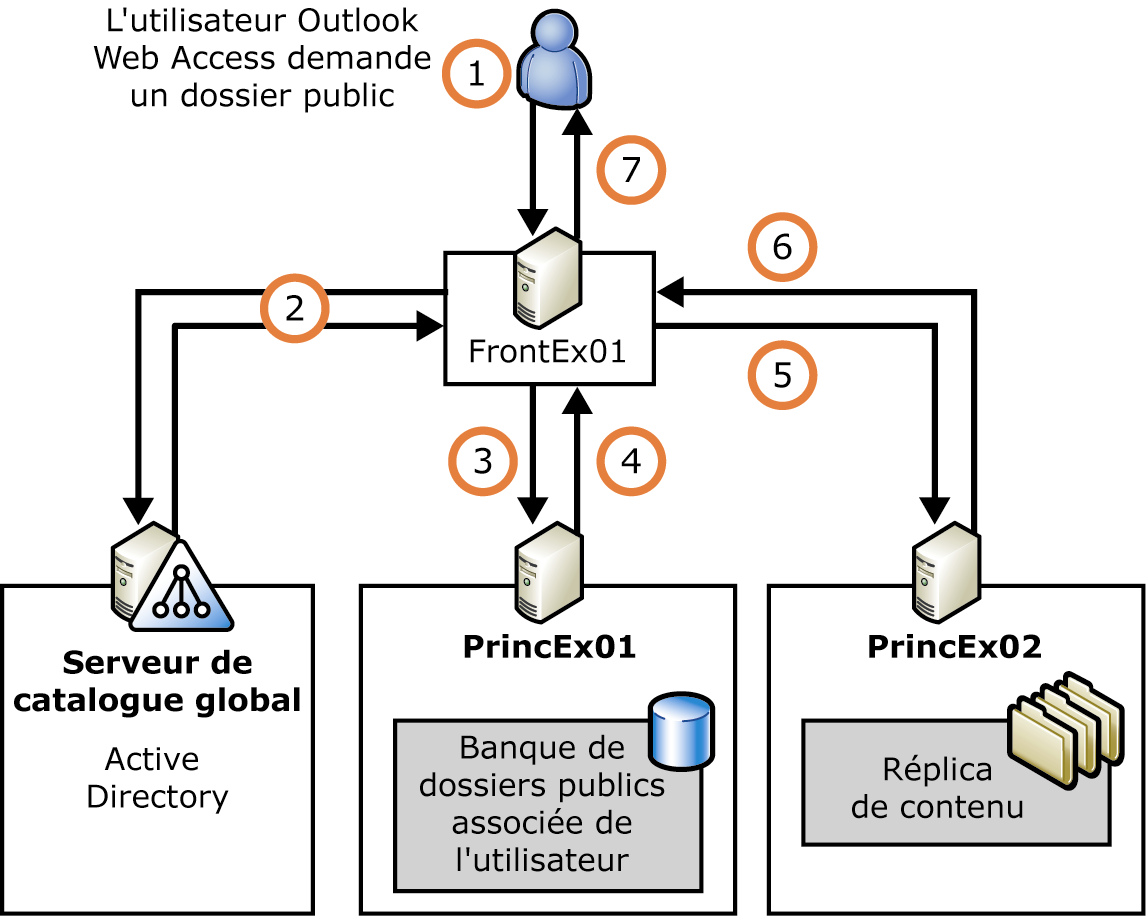 L'utilisateur Outlook
Web Access demande
un dossier public
1
7
6
2
FrontEx01
5
3
4
Serveur de
catalogue global
Active
Directory
PrincEx01
Banque de
dossiers publics
associée de
l'utilisateur
PrincEx02
Réplica
de contenu